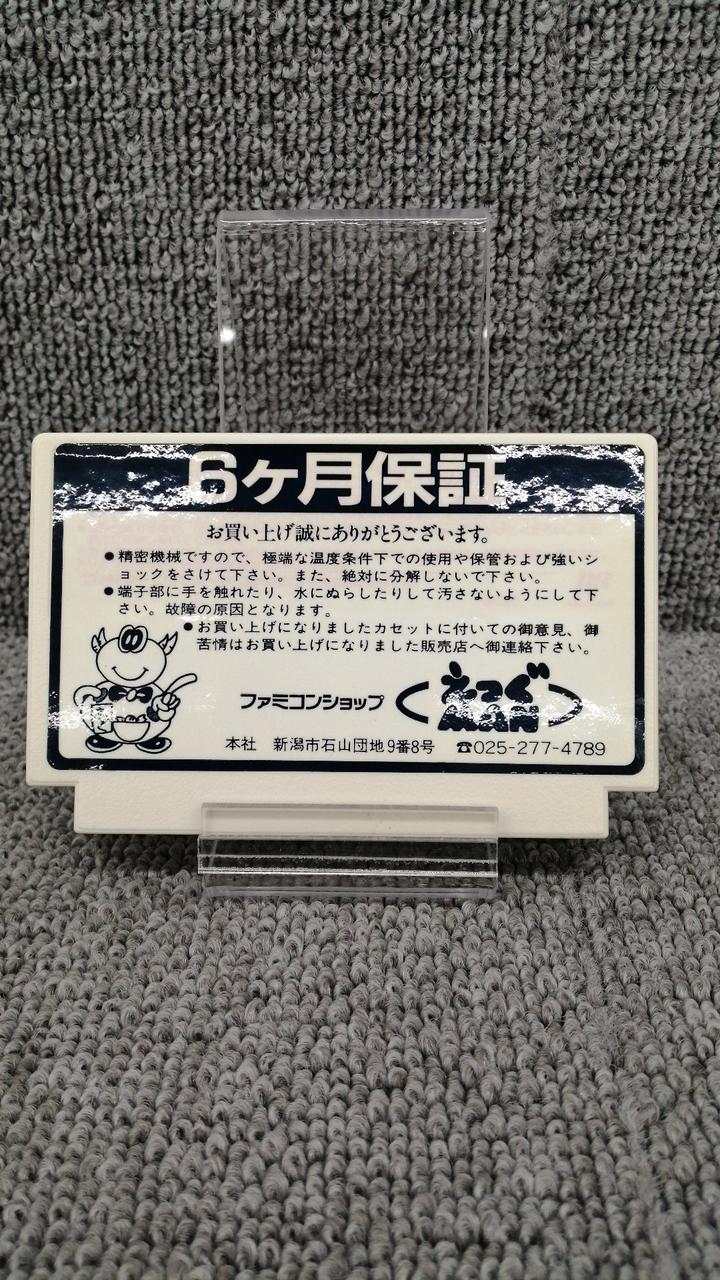 6ヶ月保証
お買い上げ誠にありがとうございます。
●精密機械ですので、極端な温度条件下での使用や保管および強いシ
ョックをさけて下さい。また、絶対に分解しないで下さい。
●端子部に手を触れたり、水にぬらしたりして汚さないようにして下
さい。故障の原因となります。
●お買い上げになりましたカセットに付いての御意見、御
苦情はお買い上げになりました販売店へ御連絡下さい。
ファミコンショップ
えっぐ
MAN
本社 新潟市石山団地9番8号 ☎025-277-4789